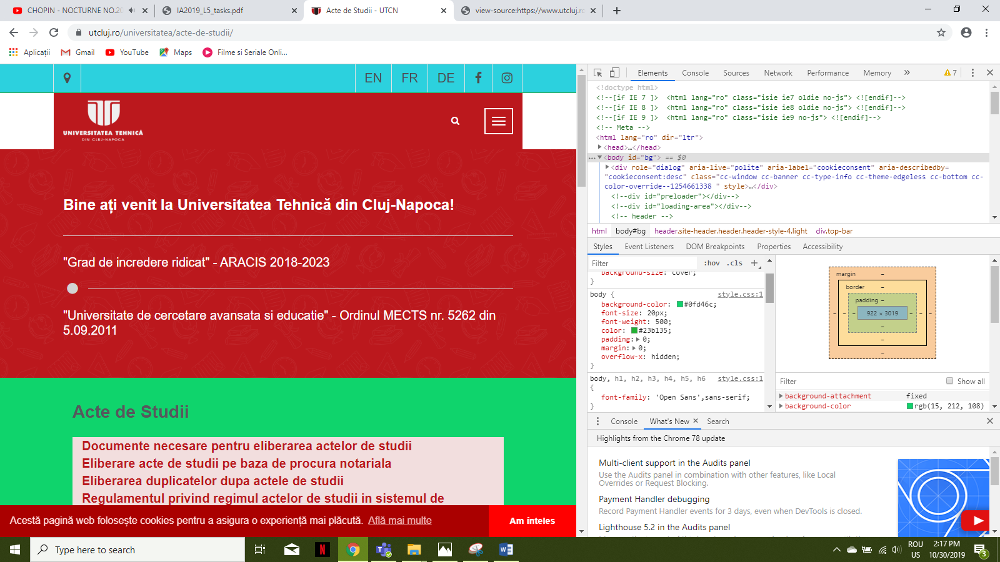 CHOPIN - NOCTURNE NO.20
IA2019_L5_tasks.pdf
Acte de Studii - UTCN
view-source:https://www.utcluj.ro
utcluj.ro/universitatea/acte-de-studii/
Aplicații
Gmail
YouTube
Maps
Filme si Seriale Onli...
EN FR DE
UNIVERSITATEA TEHNICĂ
DIN CLUJ-NAPOCA
Bine ați venit la Universitatea Tehnică din Cluj-Napoca!
"Grad de incredere ridicat" - ARACIS 2018-2023
"Universitate de cercetare avansata si educatie" - Ordinul MECTS nr. 5262 din
5.09.2011
Acte de Studii
Documente necesare pentru eliberarea actelor de studii
Eliberare acte de studii pe baza de procura notariala
Eliberarea duplicatelor dupa actele de studii
Regulamentul privind regimul actelor de studii in sistemul de
Acestă pagină web folosește cookies pentru a asigura o experiență mai plăcută. Află mai multe
Am înteles
Elements Console Sources Network Performance Memory » 7
<!doctype html>
<!--[if IE 7 ]>  <html lang="ro" class="isie ie7 oldie no-js"> <![endif]-->
<!--[if IE 8 ]>  <html lang="ro" class="isie ie8 oldie no-js"> <![endif]-->
<!--[if IE 9 ]>  <html lang="ro" class="isie ie9 no-js"> <![endif]-->
<!-- Meta -->
<html lang="ro" dir="ltr">
<head>…</head>
<body id="bg"> == $0
<div role="dialog" aria-live="polite" aria-label="cookieconsent" aria-describedby=
"cookieconsent:desc" class="cc-window cc-banner cc-type-info cc-theme-edgeless cc-bottom cc-
color-override--1254661338 " style>…</div>
<!--div id="preloader"></div-->
<!--div id="loading-area"></div-->
<!-- header -->
html body#bg header.site-header.header.header-style-4.light div.top-bar
Styles Event Listeners DOM Breakpoints Properties Accessibility
Filter :hov .cls +
background-size: cover;
}
body { style.css:1
background-color: #0fd46c;
font-size: 20px;
font-weight: 500;
color: #23b135;
padding: 0;
margin: 0;
overflow-x: hidden;
}
body, h1, h2, h3, h4, h5, h6 style.css:1
{
font-family: 'Open Sans',sans-serif;
}
margin –
border –
padding –
– – – 922 × 3019 – – –
–
–
–
Filter Show all
background-attachment fixed
background-color rgb(15, 212, 108)
Console What's New Search
Highlights from the Chrome 78 update
Multi-client support in the Audits panel
Use the Audits panel in combination with other features, like Local
Overrides or Request Blocking.
Payment Handler debugging
Record Payment Handler events for 3 days, even when DevTools is closed.
Lighthouse 5.2 in the Audits panel
Type here to search
ROU
US
2:17 PM
10/30/2019
3